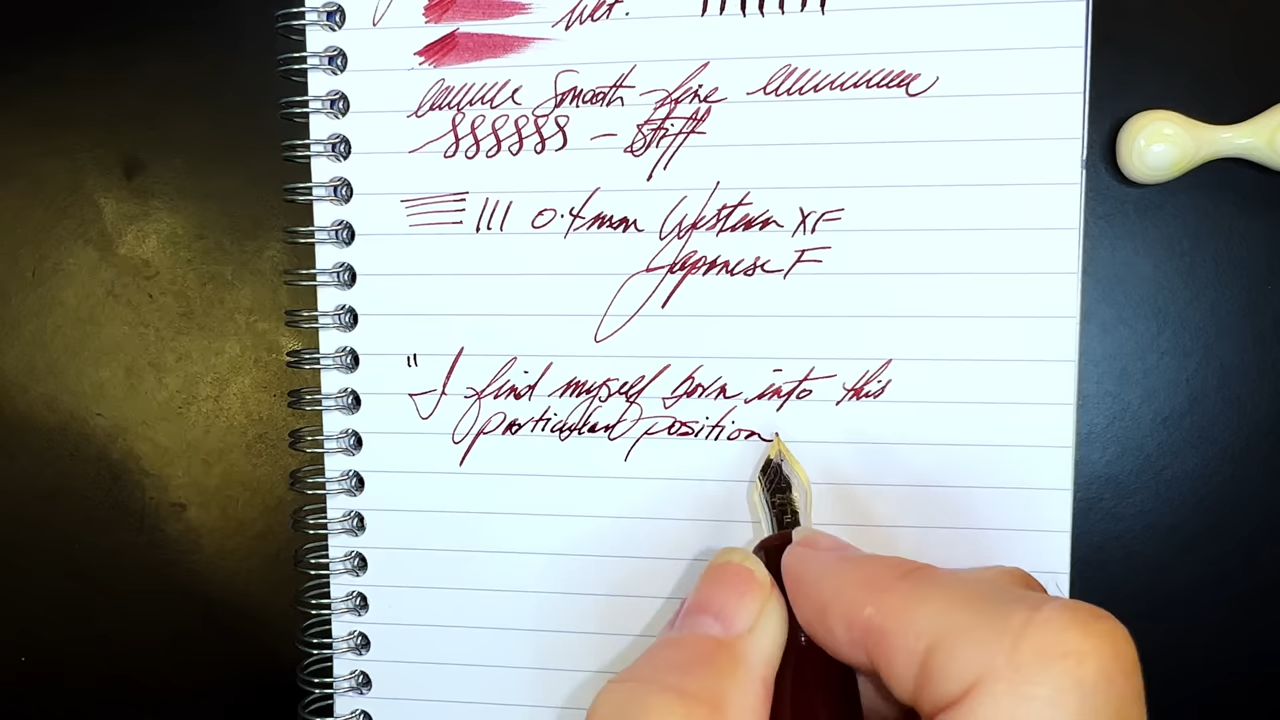 Wet.
Smooth - fine
- Stiff
0.4mm Western XF
Japanese F
"I find myself born into this
particular position